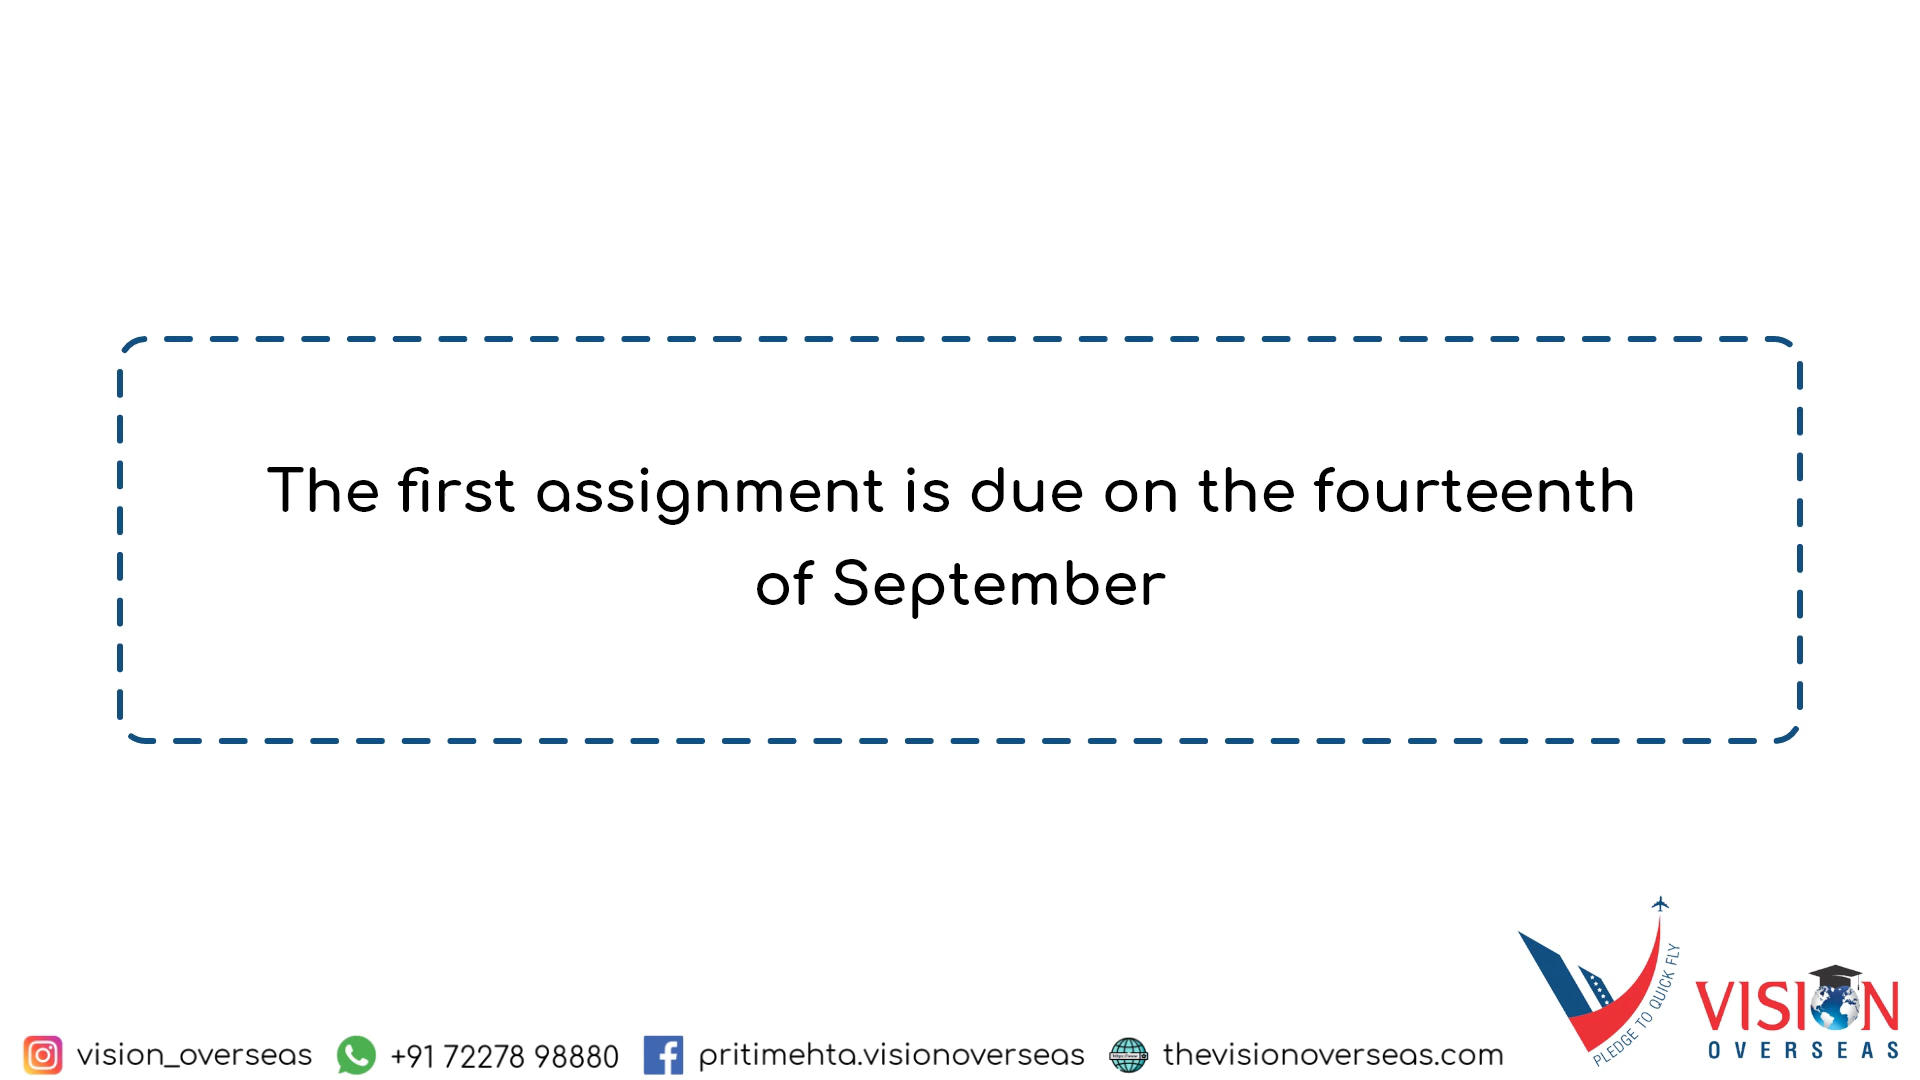 The first assignment is due on the fourteenth
of September
PLEDGE TO QUICK FLY
VISION
OVERSEAS
vision_overseas
+91 72278 98880
pritimehta.visionoverseas
thevisionoverseas.com